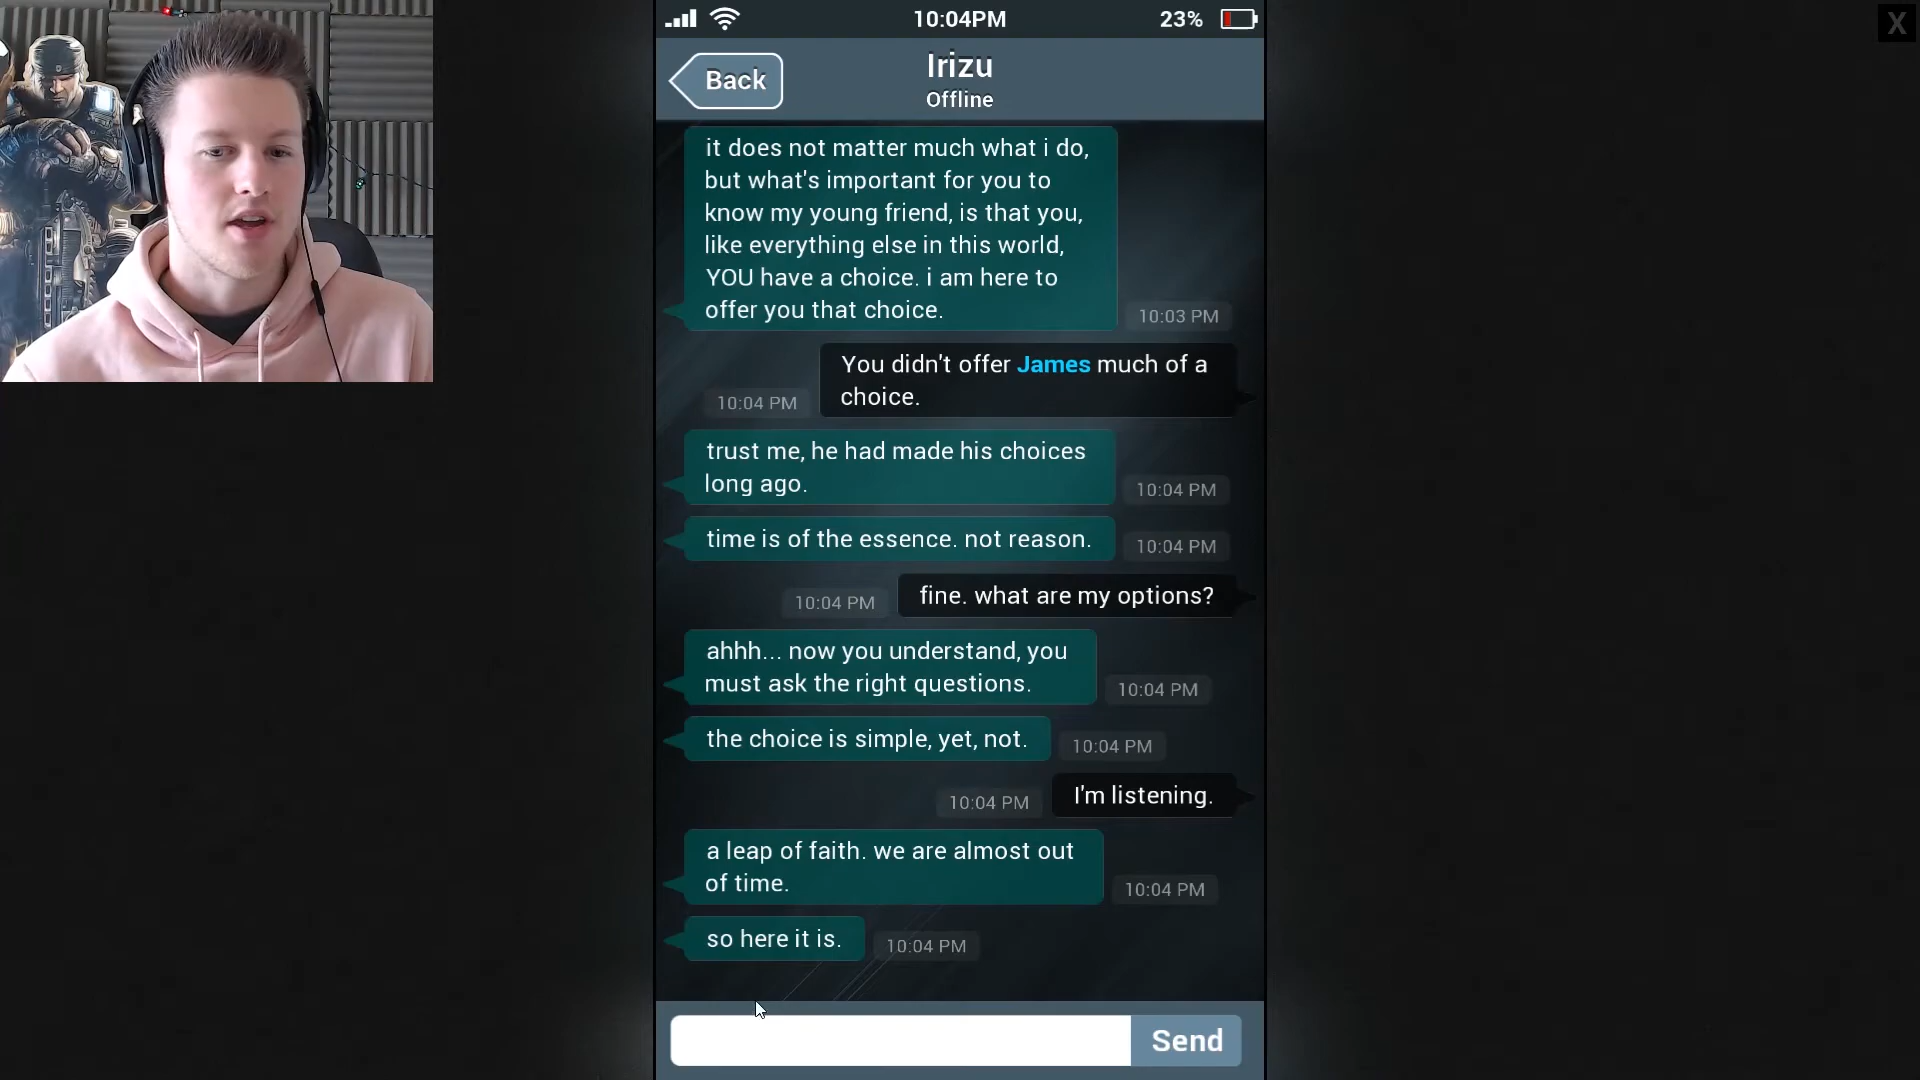 10:04PM
23%
X
Back
Irizu
Offline
it does not matter much what i do,
but what's important for you to
know my young friend, is that you,
like everything else in this world,
YOU have a choice. i am here to
offer you that choice.
10:03 PM
You didn't offer James much of a
choice.
10:04 PM
trust me, he had made his choices
long ago.
10:04 PM
time is of the essence. not reason.
10:04 PM
fine. what are my options?
10:04 PM
ahhh... now you understand, you
must ask the right questions.
10:04 PM
the choice is simple, yet, not.
10:04 PM
I'm listening.
10:04 PM
a leap of faith. we are almost out
of time.
10:04 PM
so here it is.
10:04 PM
Send